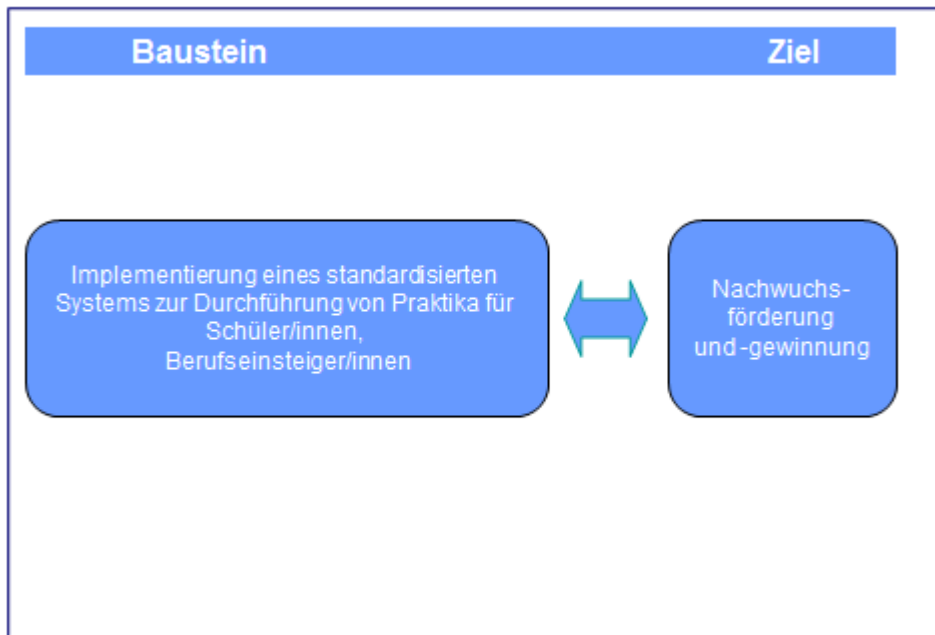 Baustein Ziel
Implementierung eines standardisierten
Systems zur Durchführung von Praktika für
Schüler/innen,
Berufseinsteiger/innen
Nachwuchs-
förderung
und -gewinnung